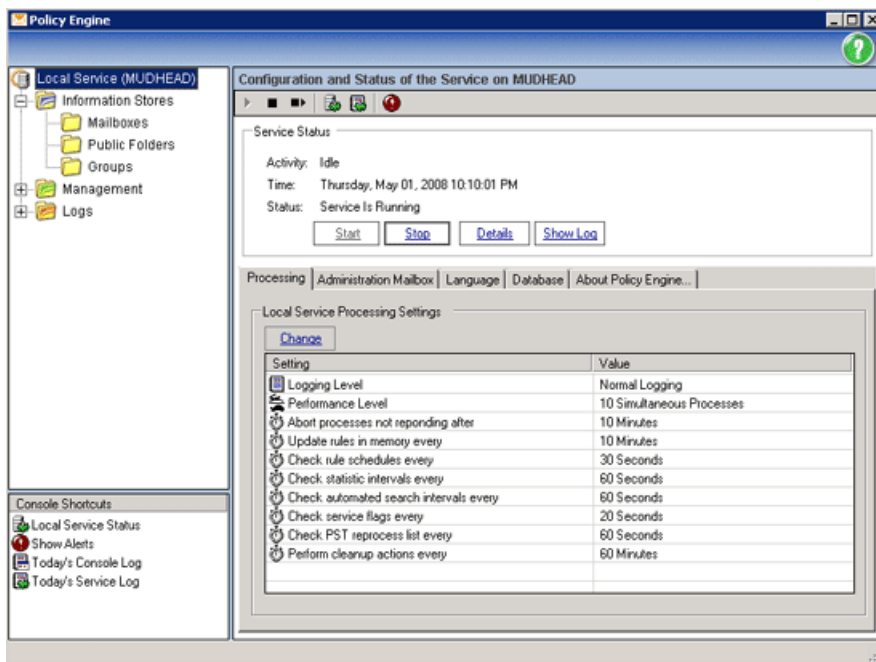 Policy Engine
Local Service (MUDHEAD)
Information Stores
Mailboxes
Public Folders
Groups
Management
Logs
Console Shortcuts
Local Service Status
Show Alerts
Today's Console Log
Today's Service Log
Configuration and Status of the Service on MUDHEAD
Service Status
Activity: Idle
Time: Thursday, May 01, 2008 10:10:01 PM
Status: Service Is Running
Start Stop Details Show Log
Processing Administration Mailbox Language Database About Policy Engine...
Local Service Processing Settings
Change
Setting Value
Logging Level Normal Logging
Performance Level 10 Simultaneous Processes
Abort processes not reponding after 10 Minutes
Update rules in memory every 10 Minutes
Check rule schedules every 30 Seconds
Check statistic intervals every 60 Seconds
Check automated search intervals every 60 Seconds
Check service flags every 20 Seconds
Check PST reprocess list every 60 Seconds
Perform cleanup actions every 60 Minutes